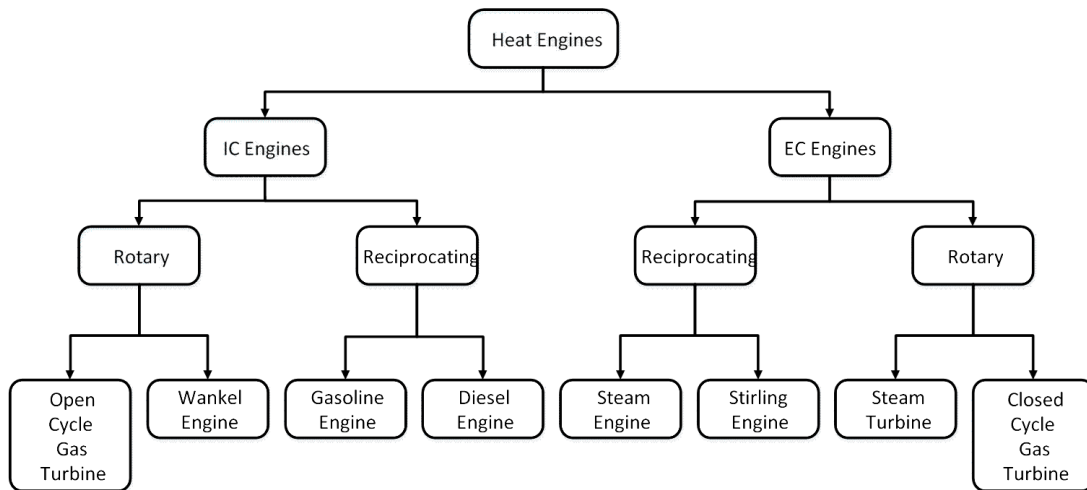 Heat Engines
IC Engines
EC Engines
Rotary
Reciprocating
Reciprocating
Rotary
Open
Cycle
Gas
Turbine
Wankel
Engine
Gasoline
Engine
Diesel
Engine
Steam
Engine
Stirling
Engine
Steam
Turbine
Closed
Cycle
Gas
Turbine